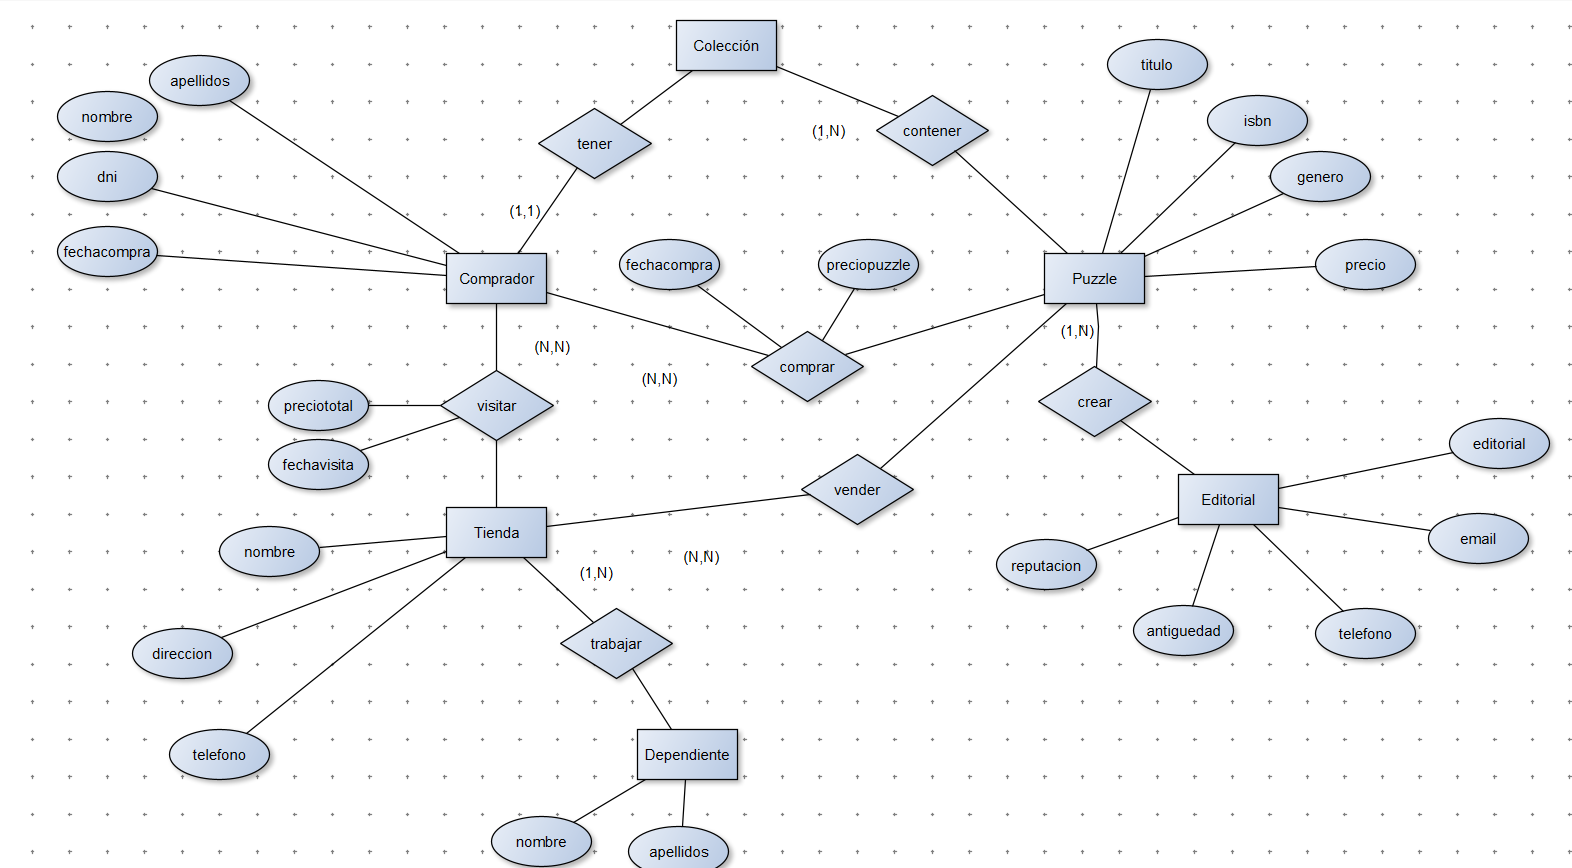 Colección
titulo
apellidos
nombre
isbn
(1,N)
contener
tener
dni
genero
(1,1)
fechacompra
Comprador
fechacompra
preciopuzzle
Puzzle
precio
(1,N)
(N,N)
comprar
(N,N)
preciototal
visitar
crear
editorial
fechavisita
vender
Editorial
Tienda
nombre
email
(N,N)
(1,N)
reputacion
antiguedad
telefono
trabajar
direccion
telefono
Dependiente
nombre
apellidos